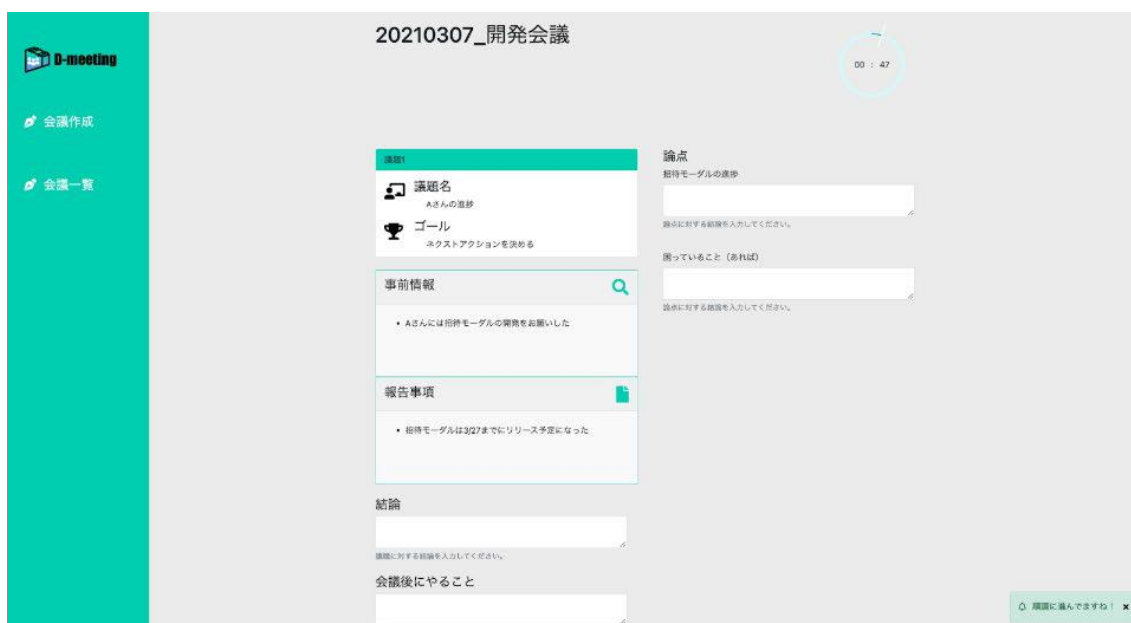 D-meeting
会議作成
会議一覧
20210307_開発会議
00 : 47
議題1
議題名
Aさんの進捗
ゴール
ネクストアクションを決める
事前情報
• Aさんには招待モーダルの開発をお願いした
報告事項
• 招待モーダルは3/27までにリリース予定になった
結論
議題に対する結論を入力してください。
会議後にやること
論点
招待モーダルの進捗
論点に対する結論を入力してください。
困っていること（あれば）
論点に対する結論を入力してください。
順調に進んでますね！ ×